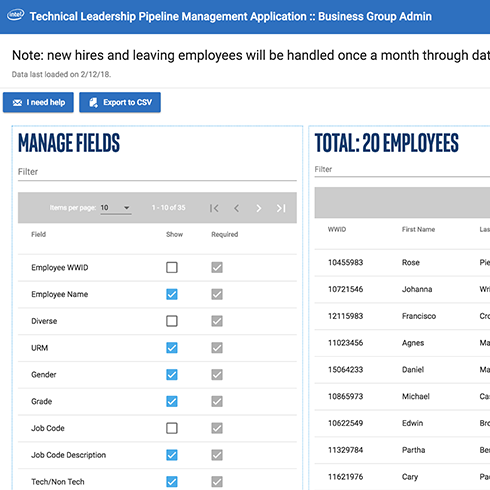 intel Technical Leadership Pipeline Management Application :: Business Group Admin
Note: new hires and leaving employees will be handled once a month through dat
Data last loaded on 2/12/18.
I need help Export to CSV
MANAGE FIELDS
Filter
Items per page: 10 1 - 10 of 35
Field Show Required
Employee WWID
Employee Name
Diverse
URM
Gender
Grade
Job Code
Job Code Description
Tech/Non Tech
TOTAL: 20 EMPLOYEES
Filter
WWID First Name Las
10455983 Rose Pie
10721546 Johanna Wri
12115983 Francisco Cro
11023456 Agnes Ma
15064233 Daniel Ma
10865973 Michael Cas
10622549 Edwin Bro
11329784 Partha Ber
11621976 Cary Pac